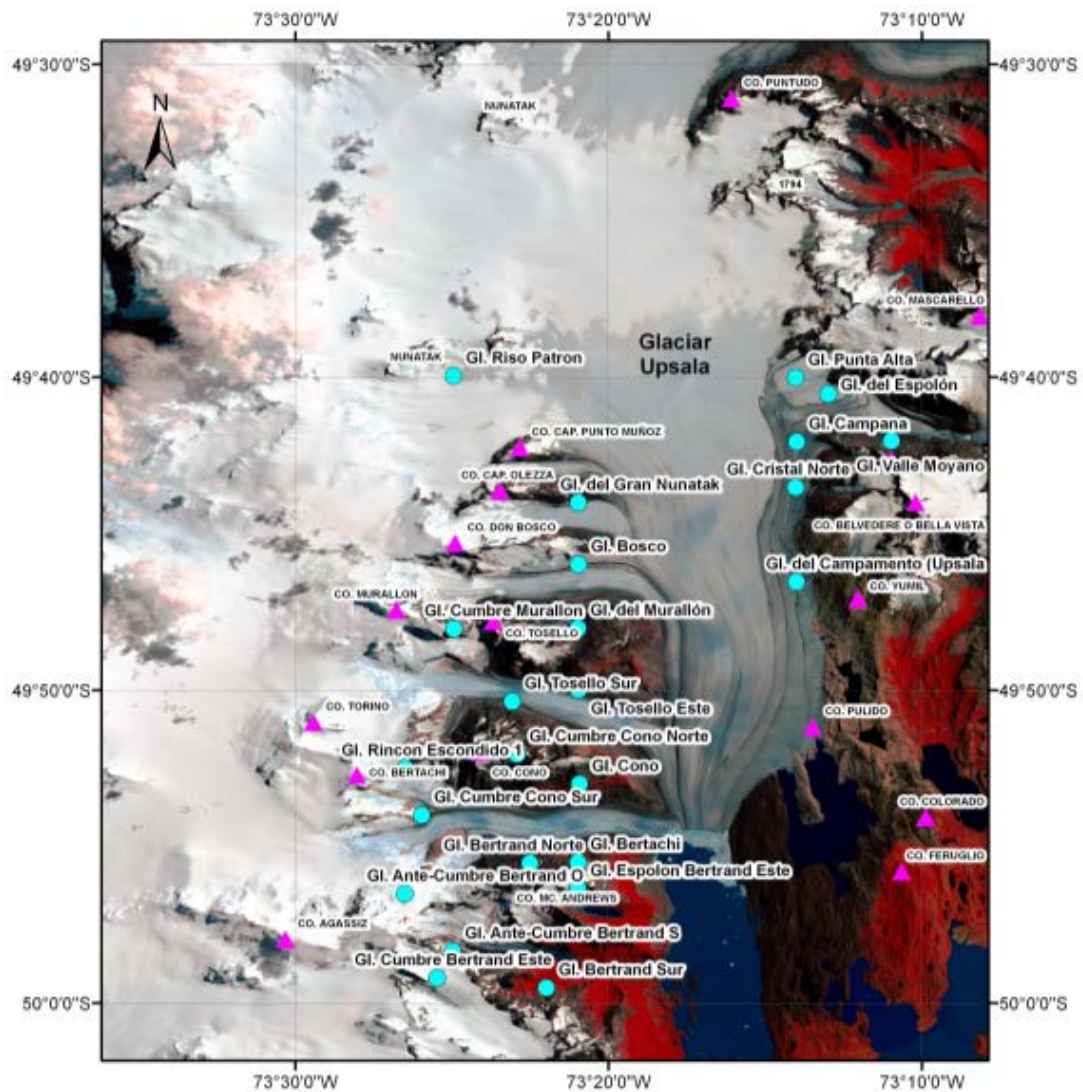 73°30'0"W
73°20'0"W
73°10'0"W
49°30'0"S
49°30'0"S
N
CO. PUNTUDO
NUNATAK
1794
CO. MASCARELLO
Glaciar
Upsala
NUNATAK
Gl. Riso Patron
Gl. Punta Alta
49°40'0"S
49°40'0"S
Gl. del Espolón
Gl. Campana
CO. CAP. PUNTO MUÑOZ
CO. CAP. OLEZZA
Gl. Cristal Norte
Gl. Valle Moyano
Gl. del Gran Nunatak
CO. DON BOSCO
CO. BELVEDERE O BELLA VISTA
Gl. Bosco
Gl. del Campamento (Upsala
CO. YUMIL
CO. MURALLON
Gl. Cumbre Murallon
Gl. del Murallón
CO. TOSELLO
Gl. Tosello Sur
49°50'0"S
49°50'0"S
CO. TORINO
Gl. Tosello Este
CO. PULIDO
Gl. Cumbre Cono Norte
Gl. Rincon Escondido 1
CO. BERTACHI
CO. CONO
Gl. Cono
Gl. Cumbre Cono Sur
CO. COLORADO
Gl. Bertrand Norte
Gl. Bertachi
CO. FERUGLIO
Gl. Ante-Cumbre Bertrand O
Gl. Espolon Bertrand Este
CO. MC. ANDREWS
CO. AGASSIZ
Gl. Ante-Cumbre Bertrand S
Gl. Cumbre Bertrand Este
Gl. Bertrand Sur
50°0'0"S
50°0'0"S
73°30'0"W
73°20'0"W
73°10'0"W